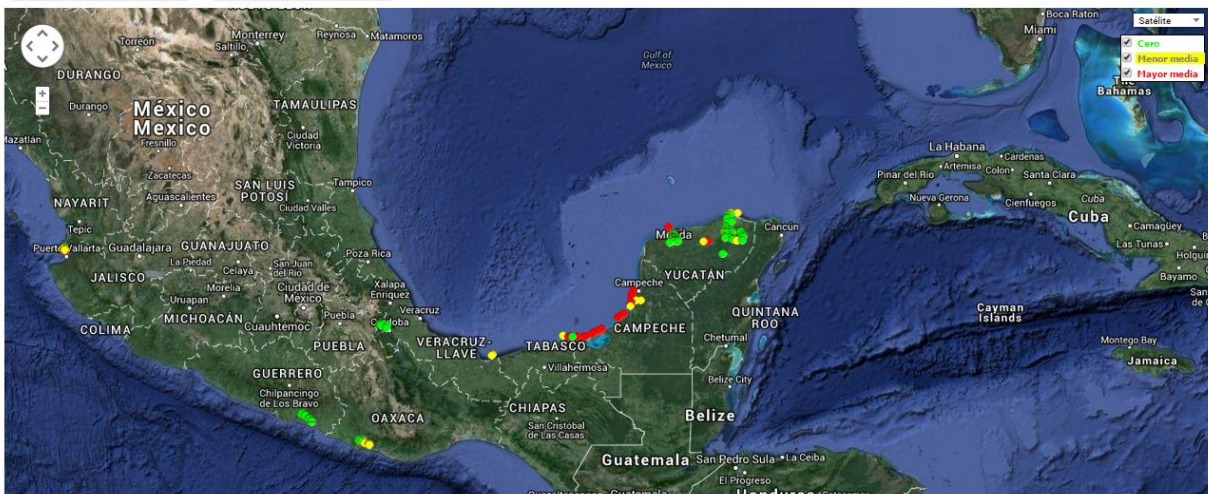 Boca Raton
Miami
Satélite
Cero
Menor media
Mayor media
The
Bahamas
Monterrey
Reynosa
Matamoros
Torreón
Saltillo
Gulf of
Mexico
DURANGO
Durango
México
Mexico
TAMAULIPAS
Fresnillo
Ciudad
Victoria
Mazatlán
Zacatecas
Aguascalientes
SAN LUIS
POTOSÍ
Tampico
Ciudad Valles
NAYARIT
Tepic
La Habana
Cárdenas
Artemisa
Colón
Santa Clara
Pinar del Río
Nueva Gerona
Cienfuegos
Cuba
Cuba
Camagüey
Las Tunas
Holguín
Bayamo
Puerto Vallarta
Guadalajara
GUANAJUATO
Poza Rica
Mérida
Cancún
La Piedad
Celaya
San Juan
del Río
JALISCO
Morelia
Ciudad de
México
Xalapa
Enríquez
Veracruz
Uruapan
MICHOACÁN
Cuauhtemoc
Puebla
Córdoba
COLIMA
PUEBLA
VERACRUZ-
LLAVE
Campeche
YUCATÁN
CAMPECHE
QUINTANA
ROO
Chetumal
Cayman
Islands
Montego Bay
Jamaica
TABASCO
Villahermosa
GUERRERO
Chilpancingo
de Los Bravo
OAXACA
CHIAPAS
San Cristóbal
de Las Casas
Belize City
Belize
Guatemala
San Pedro Sula
La Ceiba
El Progreso
Honduras